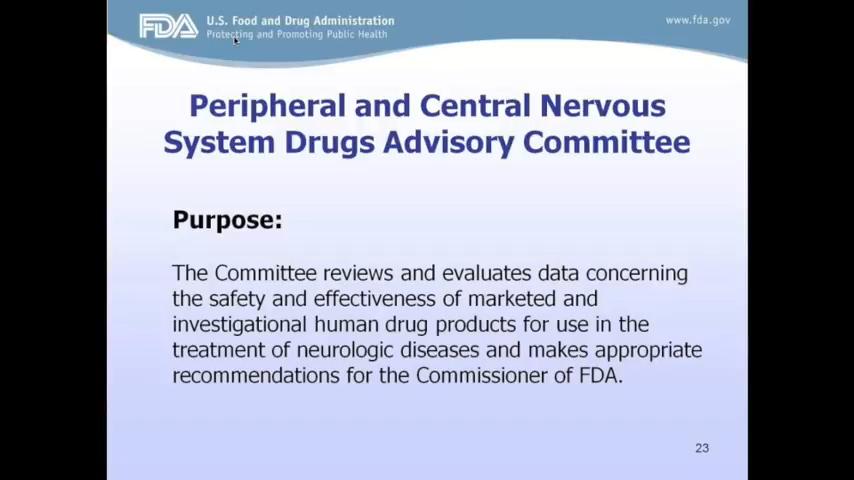 FDA
U.S. Food and Drug Administration
Protecting and Promoting Public Health
www.fda.gov
Peripheral and Central Nervous
System Drugs Advisory Committee
Purpose:
The Committee reviews and evaluates data concerning
the safety and effectiveness of marketed and
investigational human drug products for use in the
treatment of neurologic diseases and makes appropriate
recommendations for the Commissioner of FDA.
23